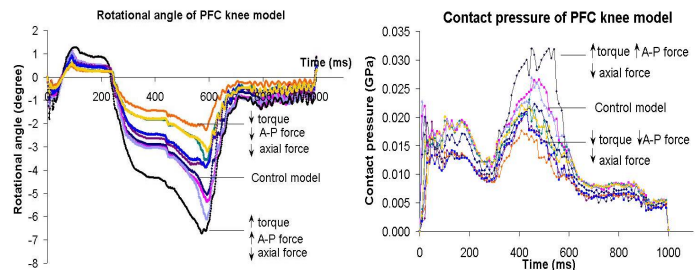 Rotational angle of PFC knee model
Rotational angle (degree)
2
1
0
-1
-2
-3
-4
-5
-6
-7
-8
0
200
400
600
800
Time (ms)
↓ torque
↓ A-P force
↓ axial force
Control model
↑ torque
↑ A-P force
↓ axial force
Contact pressure of PFC knee model
Contact pressure (GPa)
0.035
0.030
0.025
0.020
0.015
0.010
0.005
0.000
0 200 400 600 800 1000
Time (ms)
↑ torque ↑ A-P force
↓ axial force
Control model
↓ torque ↓ A-P force
↓ axial force